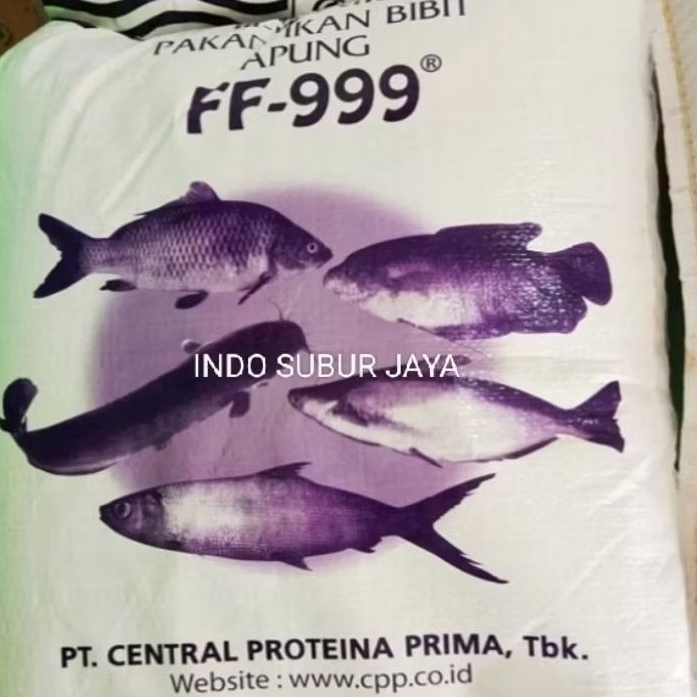 PAKAN IKAN BIBIT
APUNG
FF-999®
INDO SUBUR JAYA
PT. CENTRAL PROTEINA PRIMA, Tbk.
Website : www.cpp.co.id